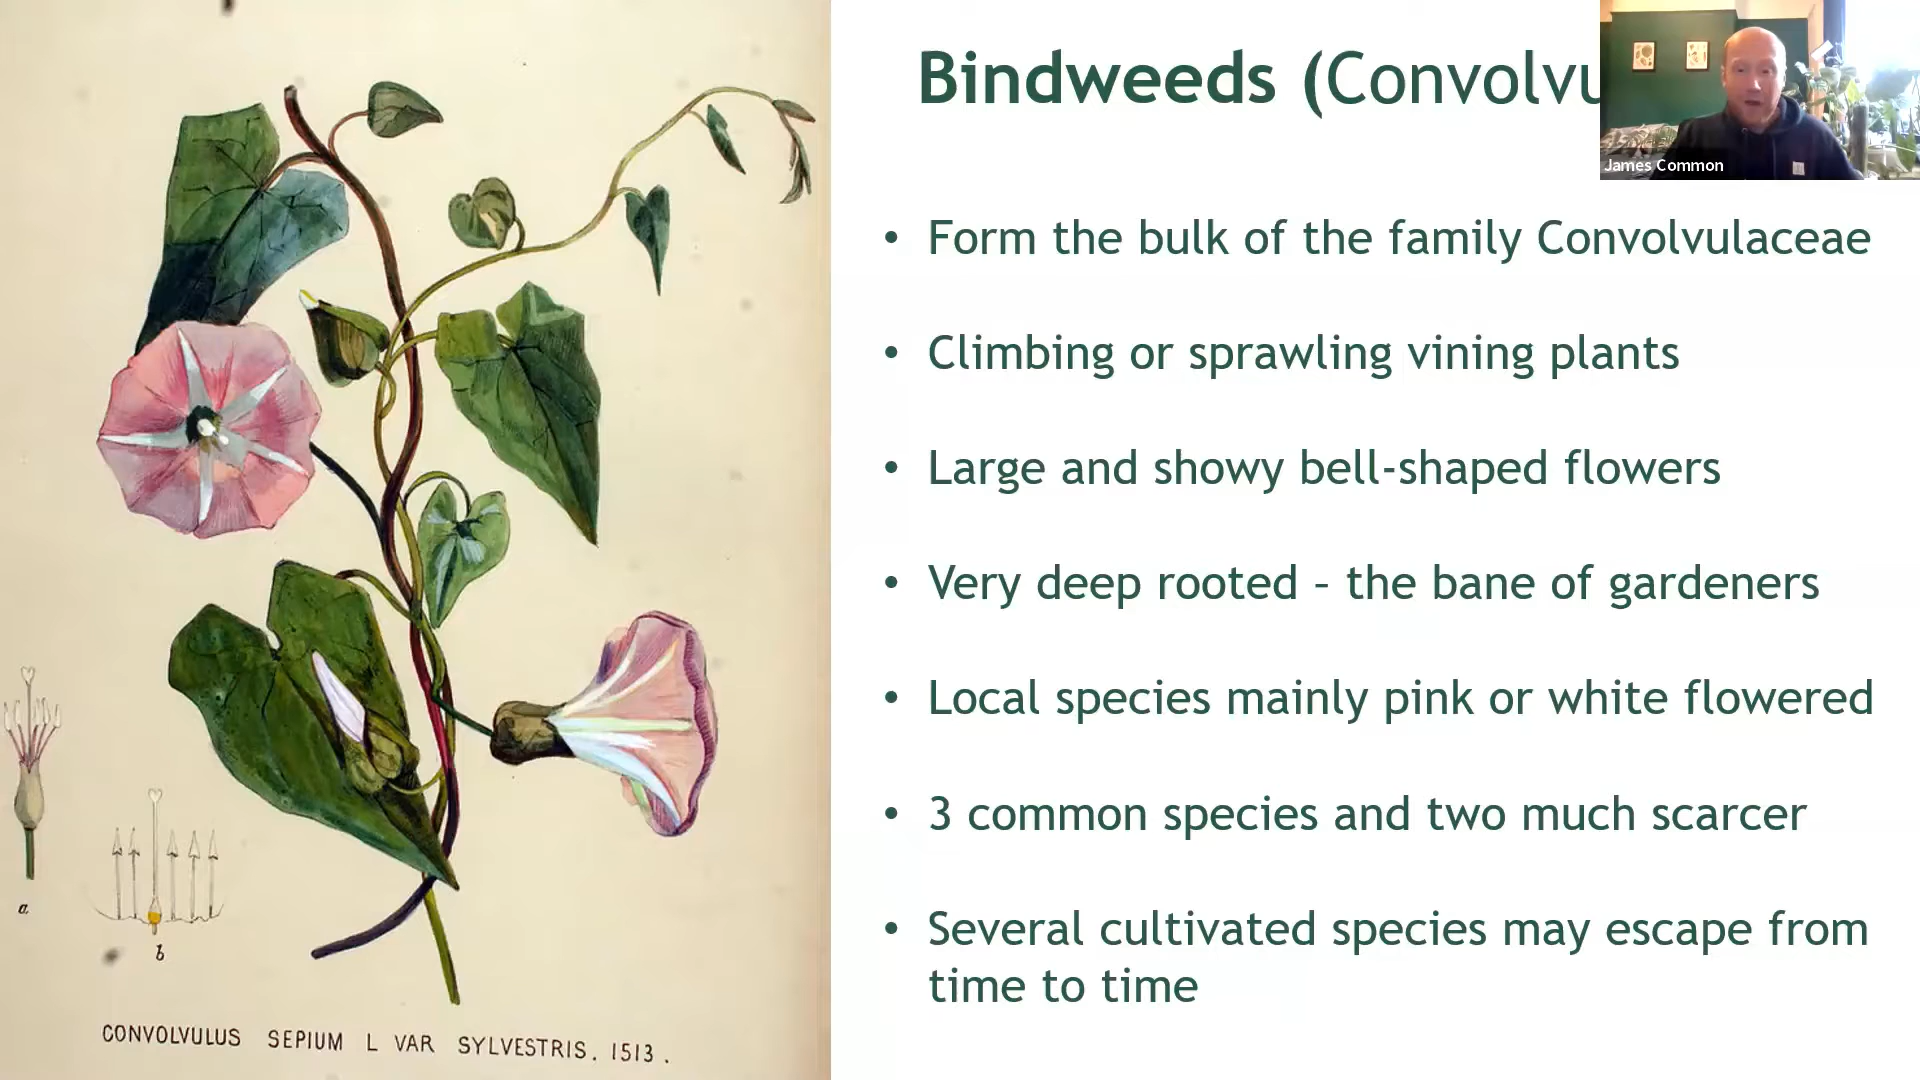 Bindweeds (Convolvu
James Common
• Form the bulk of the family Convolvulaceae
• Climbing or sprawling vining plants
• Large and showy bell-shaped flowers
• Very deep rooted – the bane of gardeners
• Local species mainly pink or white flowered
• 3 common species and two much scarcer
• Several cultivated species may escape from
time to time
a
b
CONVOLVULUS SEPIUM L VAR SYLVESTRIS. 1513.